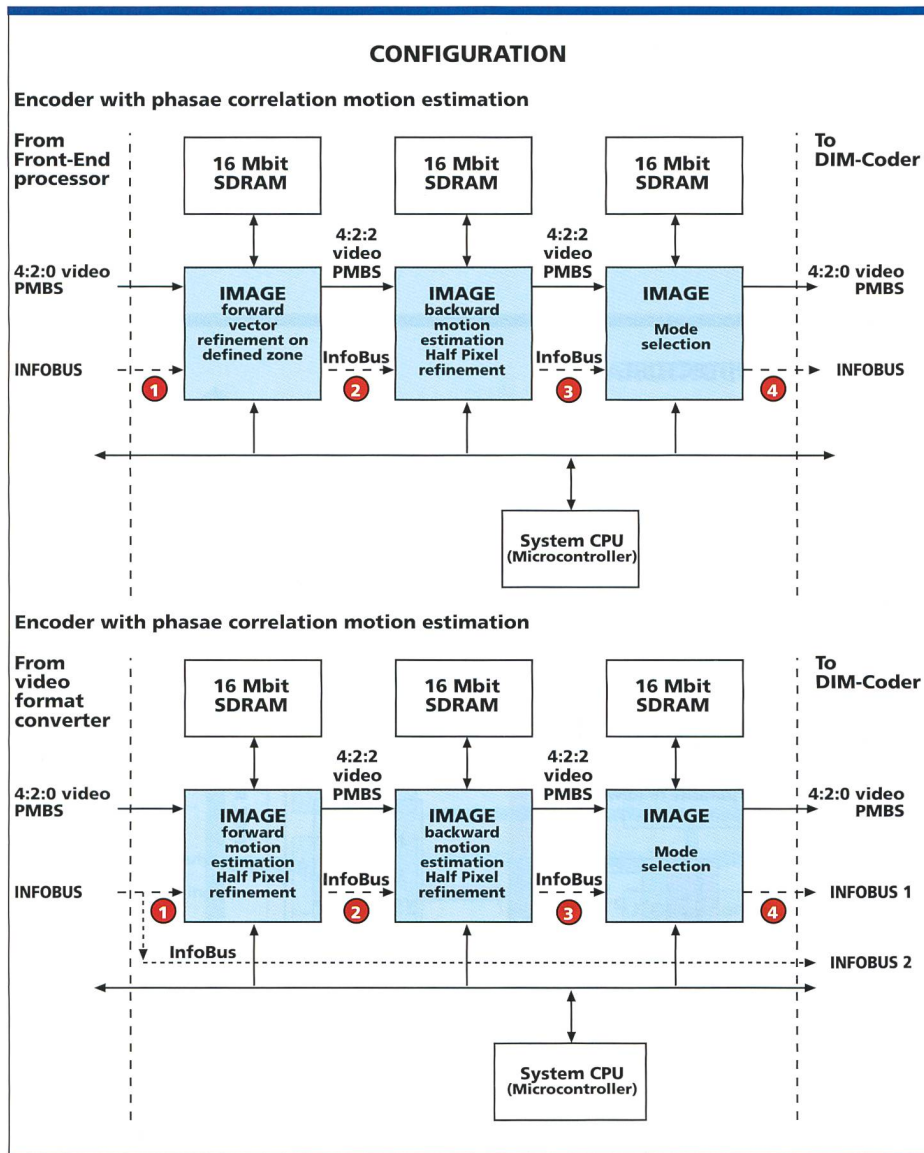 CONFIGURATION
Encoder with phasae correlation motion estimation
From
Front-End
processor
16 Mbit
SDRAM
16 Mbit
SDRAM
16 Mbit
SDRAM
To
DIM-Coder
4:2:0 video
PMBS
IMAGE
forward
vector
refinement on
defined zone
4:2:2
video
PMBS
IMAGE
backward
motion
estimation
Half Pixel
refinement
4:2:2
video
PMBS
IMAGE
Mode
selection
4:2:0 video
PMBS
INFOBUS
1
InfoBus
2
InfoBus
3
4
INFOBUS
System CPU
(Microcontroller)
Encoder with phasae correlation motion estimation
From
video
format
converter
16 Mbit
SDRAM
16 Mbit
SDRAM
16 Mbit
SDRAM
To
DIM-Coder
4:2:0 video
PMBS
IMAGE
forward
motion
estimation
Half Pixel
refinement
4:2:2
video
PMBS
IMAGE
backward
motion
estimation
Half Pixel
refinement
4:2:2
video
PMBS
IMAGE
Mode
selection
4:2:0 video
PMBS
INFOBUS
1
InfoBus
2
InfoBus
3
4
INFOBUS 1
InfoBus
INFOBUS 2
System CPU
(Microcontroller)